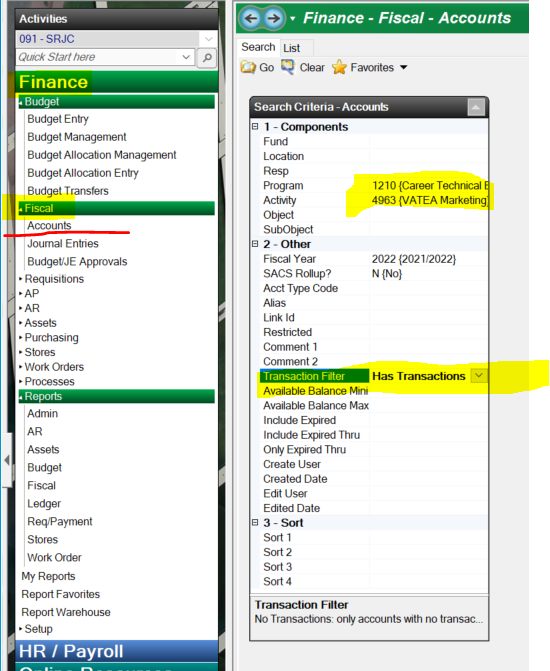 Activities
091 - SRJC
Quick Start here
Finance
Budget
Budget Entry
Budget Management
Budget Allocation Management
Budget Allocation Entry
Budget Transfers
Fiscal
Accounts
Journal Entries
Budget/JE Approvals
Requisitions
AP
AR
Assets
Purchasing
Stores
Work Orders
Processes
Reports
Admin
AR
Assets
Budget
Fiscal
Ledger
Req/Payment
Stores
Work Order
My Reports
Report Favorites
Report Warehouse
Setup
HR / Payroll
Finance - Fiscal - Accounts
Search List
Go Clear Favorites
Search Criteria - Accounts
1 - Components
Fund
Location
Resp
Program 1210 {Career Technical E
Activity 4963 {VATEA Marketing}
Object
SubObject
2 - Other
Fiscal Year 2022 {2021/2022}
SACS Rollup? N {No}
Acct Type Code
Alias
Link Id
Restricted
Comment 1
Comment 2
Transaction Filter Has Transactions
Available Balance Mini
Available Balance Max
Include Expired
Include Expired Thru
Only Expired Thru
Create User
Created Date
Edit User
Edited Date
3 - Sort
Sort 1
Sort 2
Sort 3
Sort 4
Transaction Filter
No Transactions: only accounts with no transac...